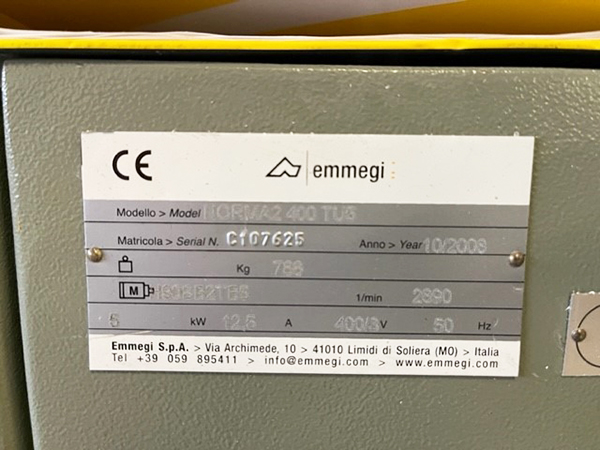 CE emmegi
Modello > Model NORMA2 400 TU3
Matricola > Serial N. C107625 Anno > Year 10/2003
Kg 788
M 1/min 2890
5 kW 12,5 A 400/3 V 50 Hz
Emmegi S.p.A. > Via Archimede, 10 > 41010 Limidi di Soliera (MO) > Italia
Tel +39 059 895411 > info@emmegi.com > www.emmegi.com